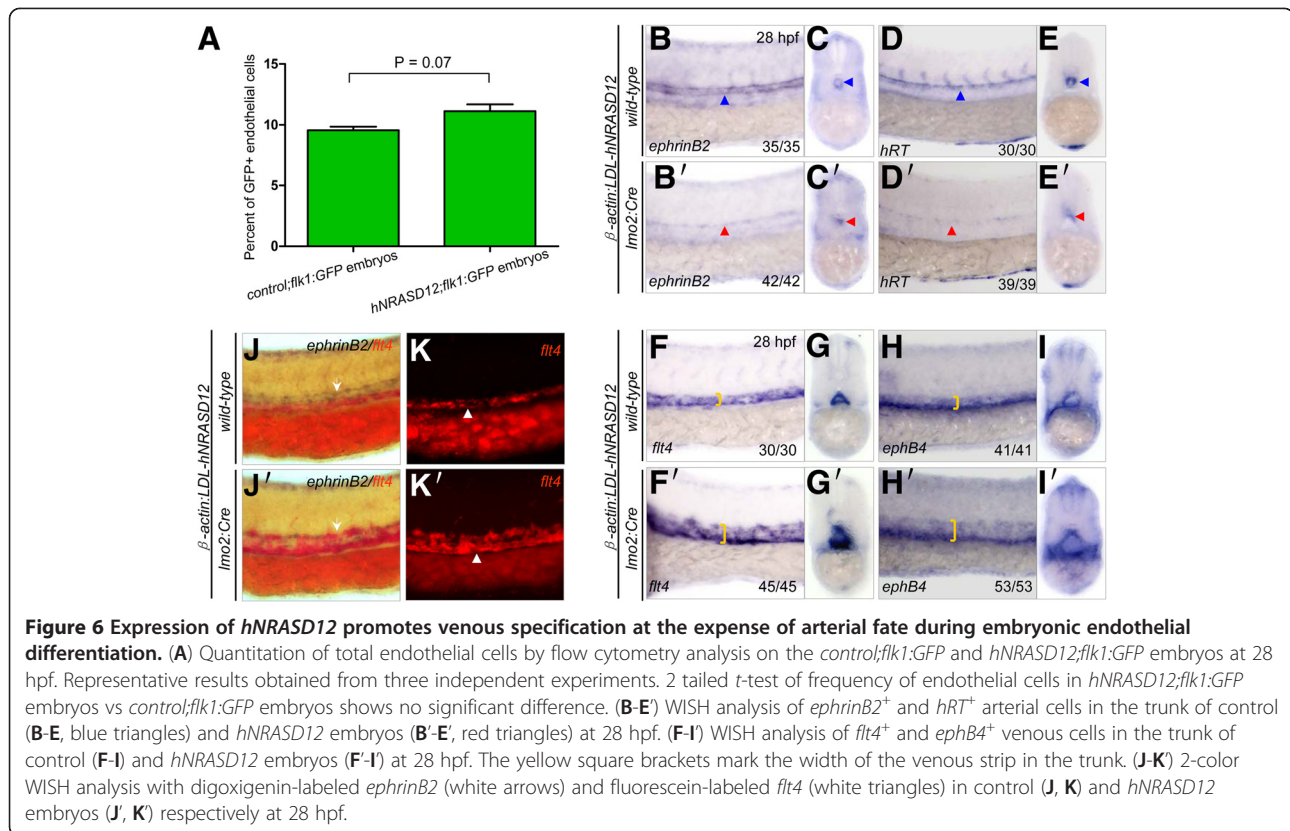 A
P = 0.07
Percent of GFP+ endothelial cells
15
10
5
0
control;flk1:GFP embryos
hNRASD12;flk1:GFP embryos
β-actin:LDL-hNRASD12
wild-type
lmo2:Cre
B
28 hpf
ephrinB2
35/35
C
D
hRT
30/30
E
B′
ephrinB2
42/42
C′
D′
hRT
39/39
E′
β-actin:LDL-hNRASD12
wild-type
lmo2:Cre
J
ephrinB2/flt4
K
flt4
J′
ephrinB2/flt4
K′
flt4
β-actin:LDL-hNRASD12
wild-type
lmo2:Cre
F
28 hpf
flt4
30/30
G
H
ephB4
41/41
I
F′
flt4
45/45
G′
H′
ephB4
53/53
I′
Figure 6 Expression of hNRASD12 promotes venous specification at the expense of arterial fate during embryonic endothelial
differentiation. (A) Quantitation of total endothelial cells by flow cytometry analysis on the control;flk1:GFP and hNRASD12;flk1:GFP embryos at 28
hpf. Representative results obtained from three independent experiments. 2 tailed t-test of frequency of endothelial cells in hNRASD12;flk1:GFP
embryos vs control;flk1:GFP embryos shows no significant difference. (B-E′) WISH analysis of ephrinB2+ and hRT+ arterial cells in the trunk of control
(B-E, blue triangles) and hNRASD12 embryos (B′-E′, red triangles) at 28 hpf. (F-I′) WISH analysis of flt4+ and ephB4+ venous cells in the trunk of
control (F-I) and hNRASD12 embryos (F′-I′) at 28 hpf. The yellow square brackets mark the width of the venous strip in the trunk. (J-K′) 2-color
WISH analysis with digoxigenin-labeled ephrinB2 (white arrows) and fluorescein-labeled flt4 (white triangles) in control (J, K) and hNRASD12
embryos (J′, K′) respectively at 28 hpf.